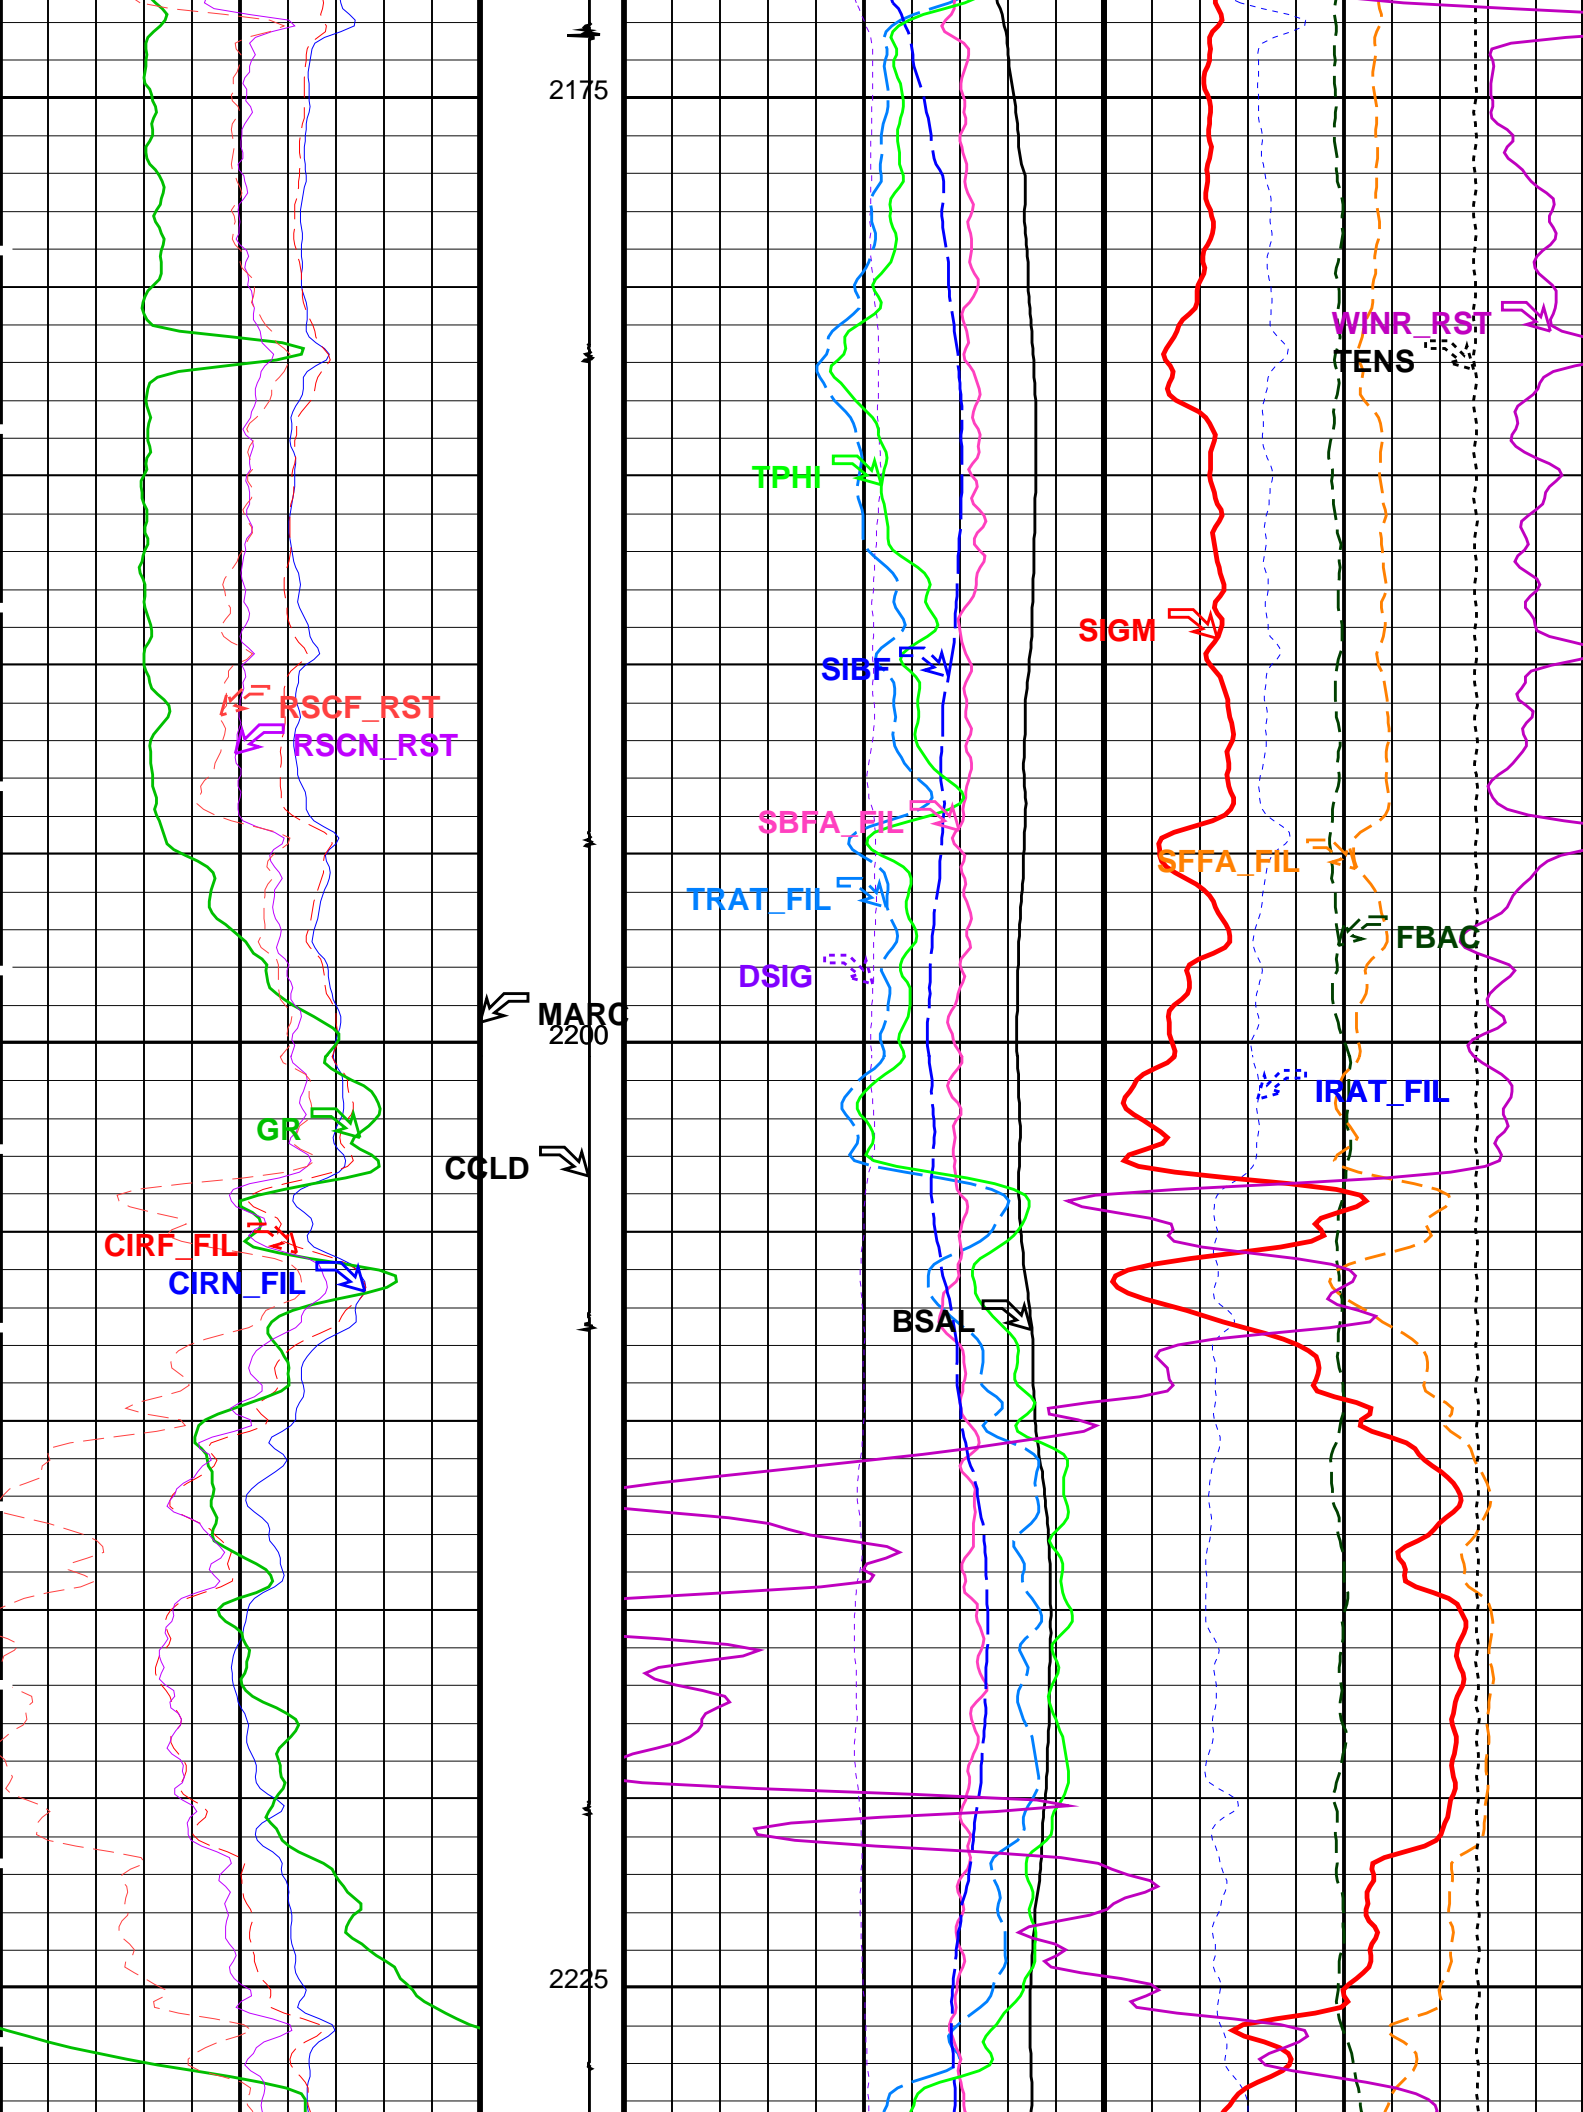 2175
WINR_RST
TENS
TPHI
SIGM
SIBF
RSCF_RST
RSCN_RST
SBFA_FIL
SFFA_FIL
TRAT_FIL
FBAC
DSIG
MARC
2200
IRAT_FIL
GR
CCLD
CIRF_FIL
CIRN_FIL
BSAL
2225